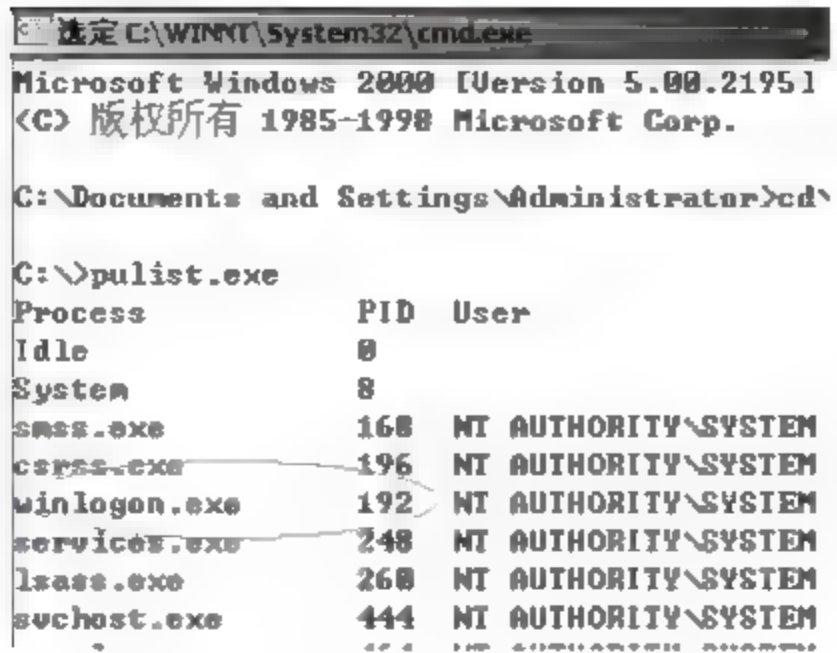 选定 C:\WINNT\System32\cmd.exe
Microsoft Windows 2000 [Version 5.00.2195]
(C) 版权所有 1985-1998 Microsoft Corp.
C:\Documents and Settings\Administrator>cd\
C:\>pulist.exe
Process PID User
Idle 0
System 8
smss.exe 168 NT AUTHORITY\SYSTEM
csrss.exe 196 NT AUTHORITY\SYSTEM
winlogon.exe 192 NT AUTHORITY\SYSTEM
services.exe 248 NT AUTHORITY\SYSTEM
lsass.exe 260 NT AUTHORITY\SYSTEM
svchost.exe 444 NT AUTHORITY\SYSTEM